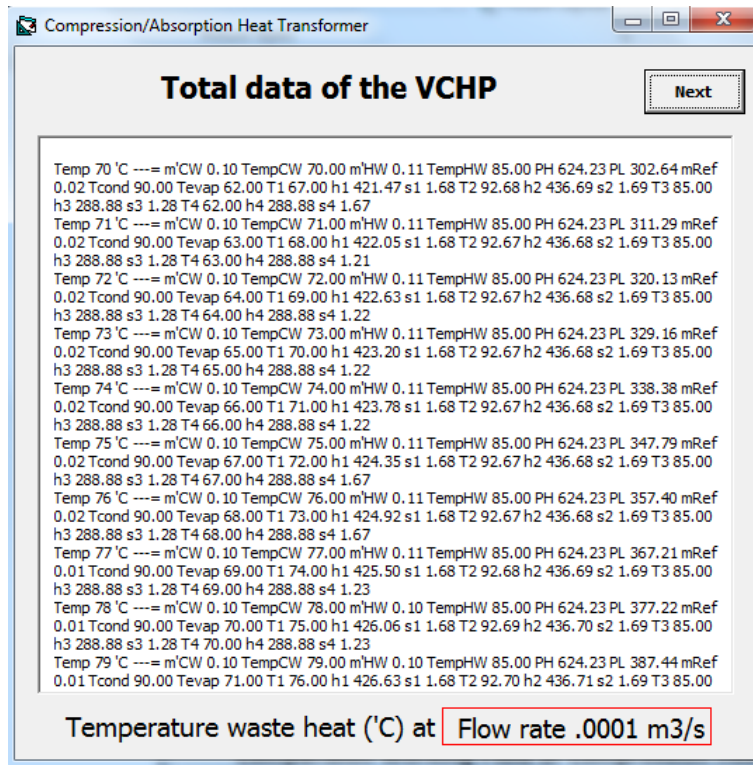 Compression/Absorption Heat Transformer
Total data of the VCHP
Next
Temp 70 'C ---= m'CW 0.10 TempCW 70.00 m'HW 0.11 TempHW 85.00 PH 624.23 PL 302.64 mRef
0.02 Tcond 90.00 Tevap 62.00 T1 67.00 h1 421.47 s1 1.68 T2 92.68 h2 436.69 s2 1.69 T3 85.00
h3 288.88 s3 1.28 T4 62.00 h4 288.88 s4 1.67
Temp 71 'C ---= m'CW 0.10 TempCW 71.00 m'HW 0.11 TempHW 85.00 PH 624.23 PL 311.29 mRef
0.02 Tcond 90.00 Tevap 63.00 T1 68.00 h1 422.05 s1 1.68 T2 92.67 h2 436.68 s2 1.69 T3 85.00
h3 288.88 s3 1.28 T4 63.00 h4 288.88 s4 1.21
Temp 72 'C ---= m'CW 0.10 TempCW 72.00 m'HW 0.11 TempHW 85.00 PH 624.23 PL 320.13 mRef
0.02 Tcond 90.00 Tevap 64.00 T1 69.00 h1 422.63 s1 1.68 T2 92.67 h2 436.68 s2 1.69 T3 85.00
h3 288.88 s3 1.28 T4 64.00 h4 288.88 s4 1.22
Temp 73 'C ---= m'CW 0.10 TempCW 73.00 m'HW 0.11 TempHW 85.00 PH 624.23 PL 329.16 mRef
0.02 Tcond 90.00 Tevap 65.00 T1 70.00 h1 423.20 s1 1.68 T2 92.67 h2 436.68 s2 1.69 T3 85.00
h3 288.88 s3 1.28 T4 65.00 h4 288.88 s4 1.22
Temp 74 'C ---= m'CW 0.10 TempCW 74.00 m'HW 0.11 TempHW 85.00 PH 624.23 PL 338.38 mRef
0.02 Tcond 90.00 Tevap 66.00 T1 71.00 h1 423.78 s1 1.68 T2 92.67 h2 436.68 s2 1.69 T3 85.00
h3 288.88 s3 1.28 T4 66.00 h4 288.88 s4 1.22
Temp 75 'C ---= m'CW 0.10 TempCW 75.00 m'HW 0.11 TempHW 85.00 PH 624.23 PL 347.79 mRef
0.02 Tcond 90.00 Tevap 67.00 T1 72.00 h1 424.35 s1 1.68 T2 92.67 h2 436.68 s2 1.69 T3 85.00
h3 288.88 s3 1.28 T4 67.00 h4 288.88 s4 1.67
Temp 76 'C ---= m'CW 0.10 TempCW 76.00 m'HW 0.11 TempHW 85.00 PH 624.23 PL 357.40 mRef
0.02 Tcond 90.00 Tevap 68.00 T1 73.00 h1 424.92 s1 1.68 T2 92.67 h2 436.68 s2 1.69 T3 85.00
h3 288.88 s3 1.28 T4 68.00 h4 288.88 s4 1.67
Temp 77 'C ---= m'CW 0.10 TempCW 77.00 m'HW 0.11 TempHW 85.00 PH 624.23 PL 367.21 mRef
0.01 Tcond 90.00 Tevap 69.00 T1 74.00 h1 425.50 s1 1.68 T2 92.68 h2 436.69 s2 1.69 T3 85.00
h3 288.88 s3 1.28 T4 69.00 h4 288.88 s4 1.23
Temp 78 'C ---= m'CW 0.10 TempCW 78.00 m'HW 0.10 TempHW 85.00 PH 624.23 PL 377.22 mRef
0.01 Tcond 90.00 Tevap 70.00 T1 75.00 h1 426.06 s1 1.68 T2 92.69 h2 436.70 s2 1.69 T3 85.00
h3 288.88 s3 1.28 T4 70.00 h4 288.88 s4 1.23
Temp 79 'C ---= m'CW 0.10 TempCW 79.00 m'HW 0.10 TempHW 85.00 PH 624.23 PL 387.44 mRef
0.01 Tcond 90.00 Tevap 71.00 T1 76.00 h1 426.63 s1 1.68 T2 92.70 h2 436.71 s2 1.69 T3 85.00
Temperature waste heat ('C) at Flow rate .0001 m3/s